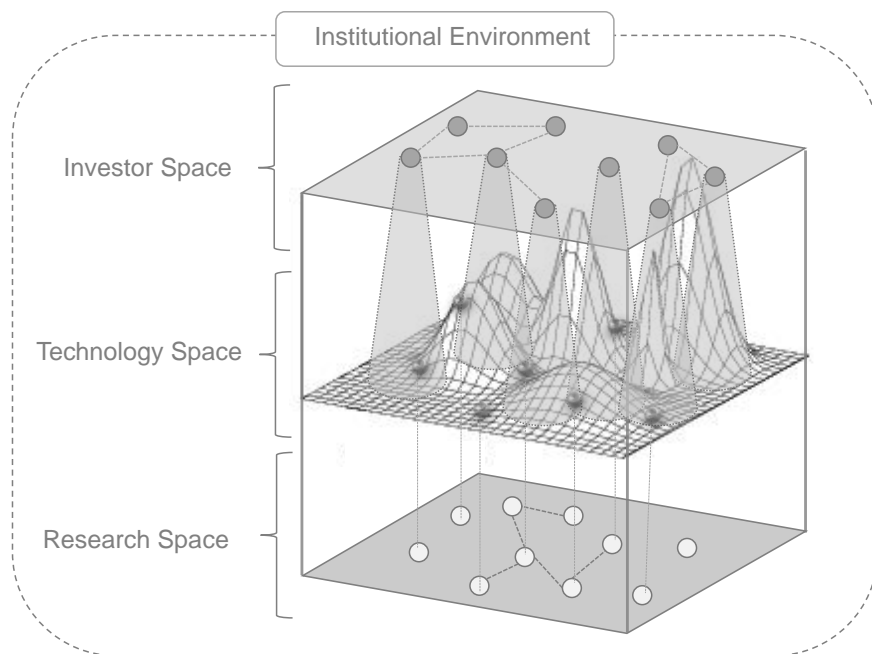 Institutional Environment
Investor Space
Technology Space
Research Space